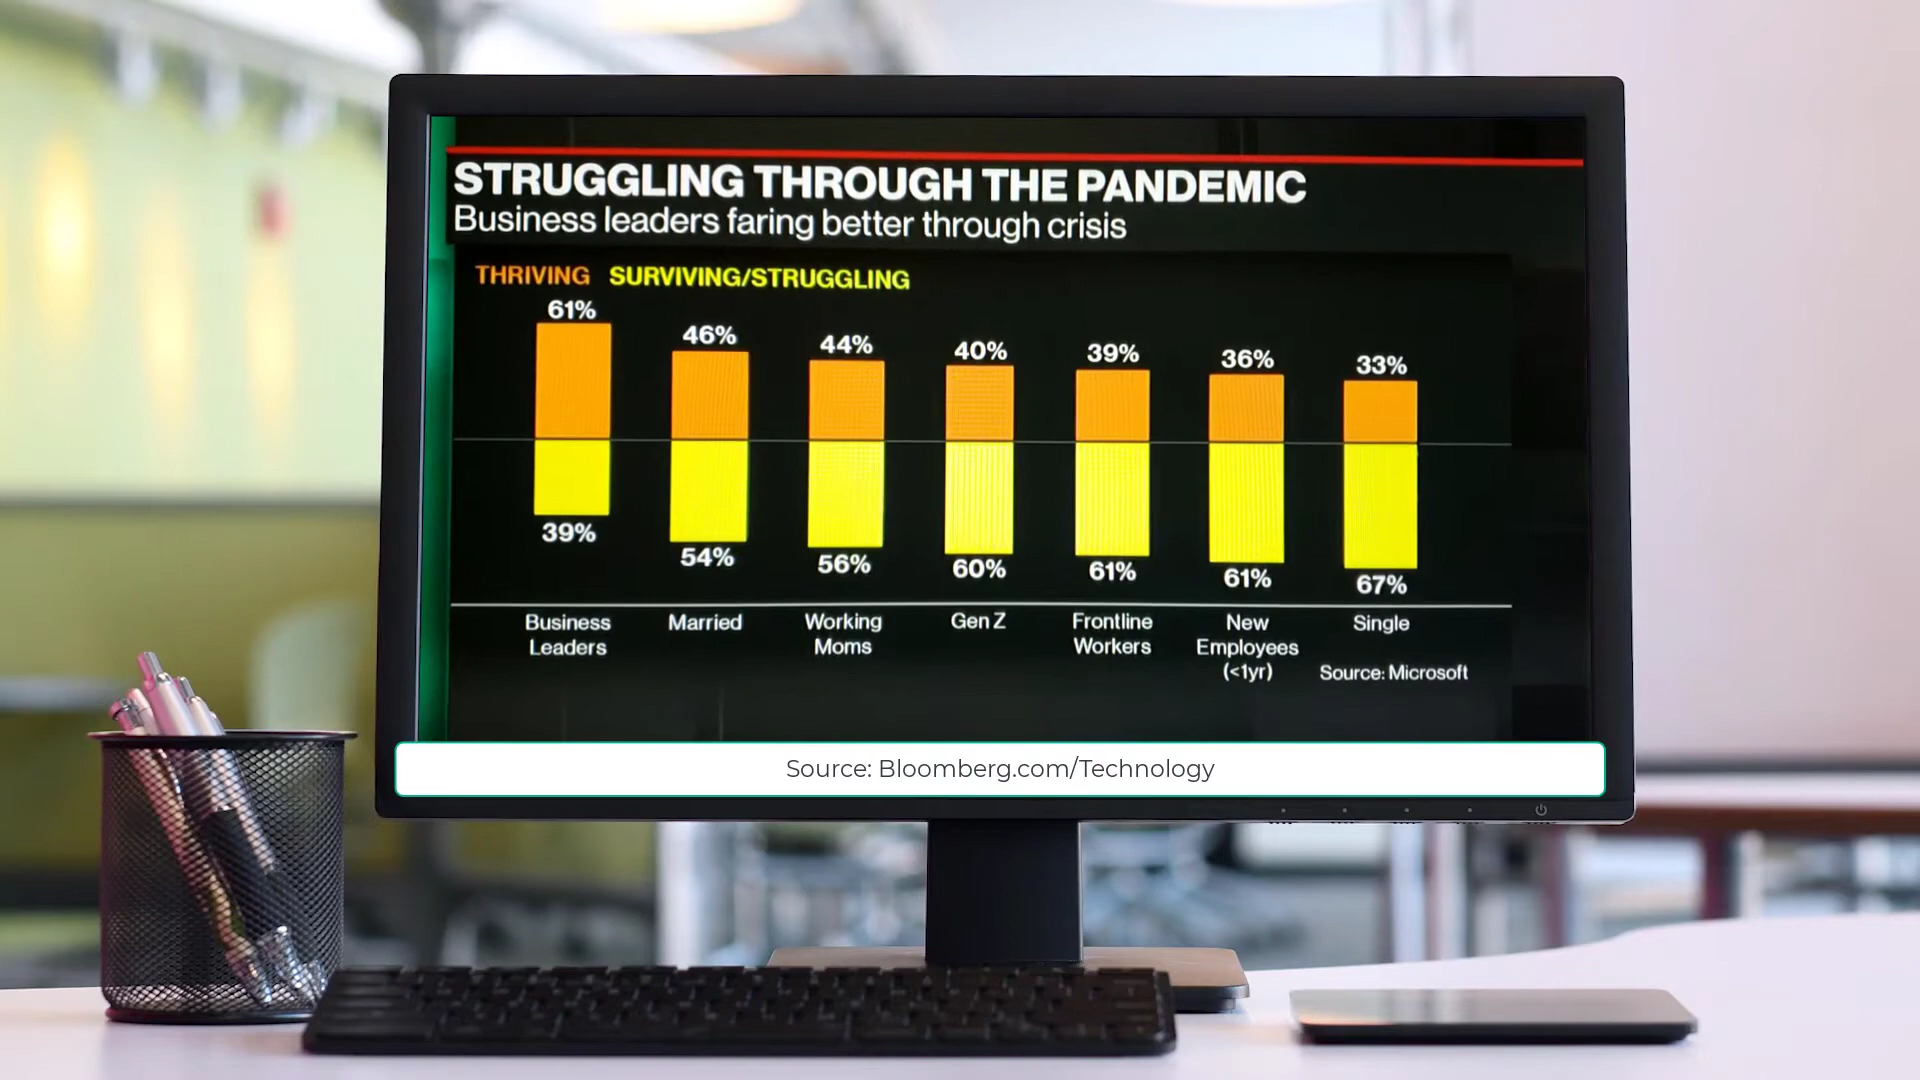 STRUGGLING THROUGH THE PANDEMIC
Business leaders faring better through crisis
THRIVING SURVIVING/STRUGGLING
61% 46% 44% 40% 39% 36% 33%
39% 54% 56% 60% 61% 61% 67%
Business Married Working Gen Z Frontline New Single
Leaders Moms Workers Employees
(<1yr) Source: Microsoft
Source: Bloomberg.com/Technology